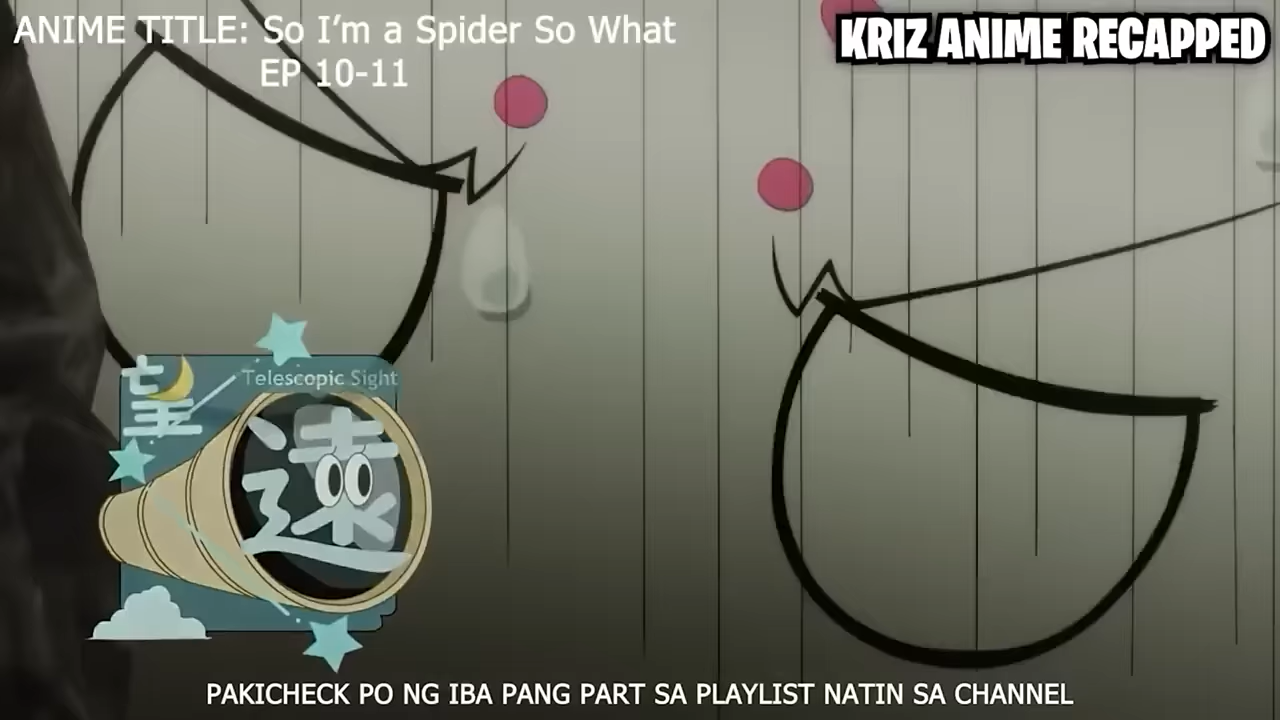 ANIME TITLE: So I’m a Spider So What
EP 10-11
KRIZ ANIME RECAPPED
Telescopic Sight
望
遠
PAKICHECK PO NG IBA PANG PART SA PLAYLIST NATIN SA CHANNEL